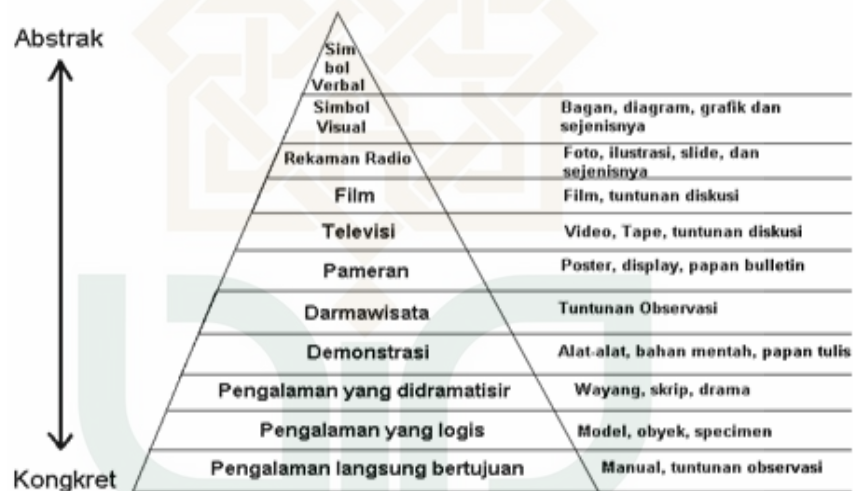 Abstrak
Sim
bol
Verbal
Simbol
Visual
Bagan, diagram, grafik dan
sejenisnya
Rekaman Radio
Foto, ilustrasi, slide, dan
sejenisnya
Film
Film, tuntunan diskusi
Televisi
Video, Tape, tuntunan diskusi
Pameran
Poster, display, papan bulletin
Darmawisata
Tuntunan Observasi
Demonstrasi
Alat-alat, bahan mentah, papan tulis
Pengalaman yang didramatisir
Wayang, skrip, drama
Pengalaman yang logis
Model, obyek, specimen
Kongkret
Pengalaman langsung bertujuan
Manual, tuntunan observasi